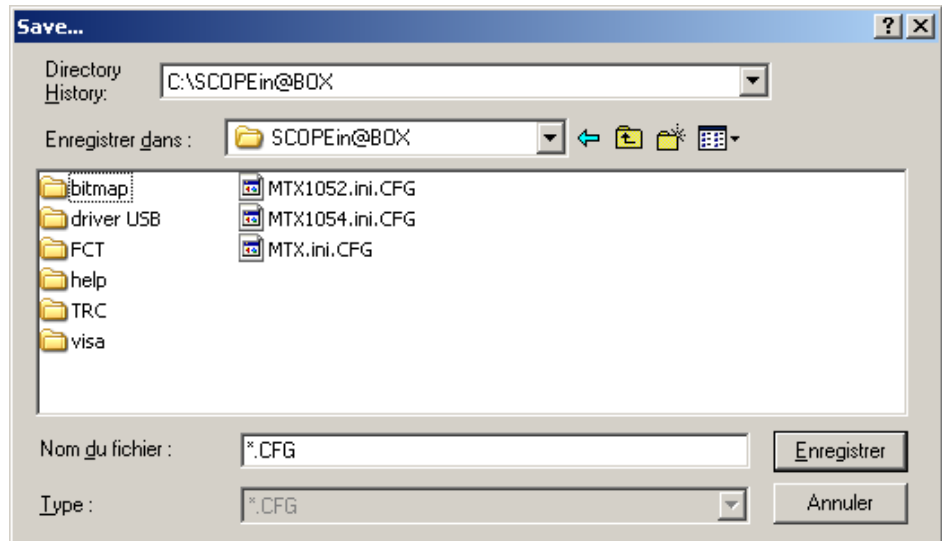 Save...
Directory
History:
C:\SCOPEin@BOX
Enregistrer dans :
SCOPEin@BOX
bitmap
driver USB
FCT
help
TRC
visa
MTX1052.ini.CFG
MTX1054.ini.CFG
MTX.ini.CFG
Nom du fichier :
*.CFG
Enregistrer
Type :
*.CFG
Annuler